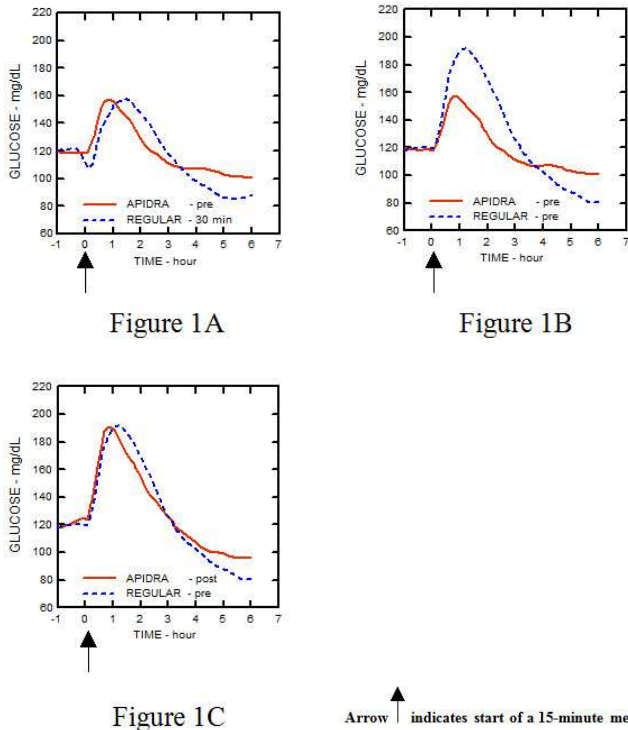 220
200
180
160
140
120
100
80
60
GLUCOSE - mg/dL
APIDRA - pre
REGULAR - 30 min
-1 0 1 2 3 4 5 6 7
TIME - hour
Figure 1A
220
200
180
160
140
120
100
80
60
GLUCOSE - mg/dL
APIDRA - pre
REGULAR - pre
-1 0 1 2 3 4 5 6 7
TIME - hour
Figure 1B
220
200
180
160
140
120
100
80
60
GLUCOSE - mg/dL
APIDRA - post
REGULAR - pre
-1 0 1 2 3 4 5 6 7
TIME - hour
Figure 1C
Arrow indicates start of a 15-minute me